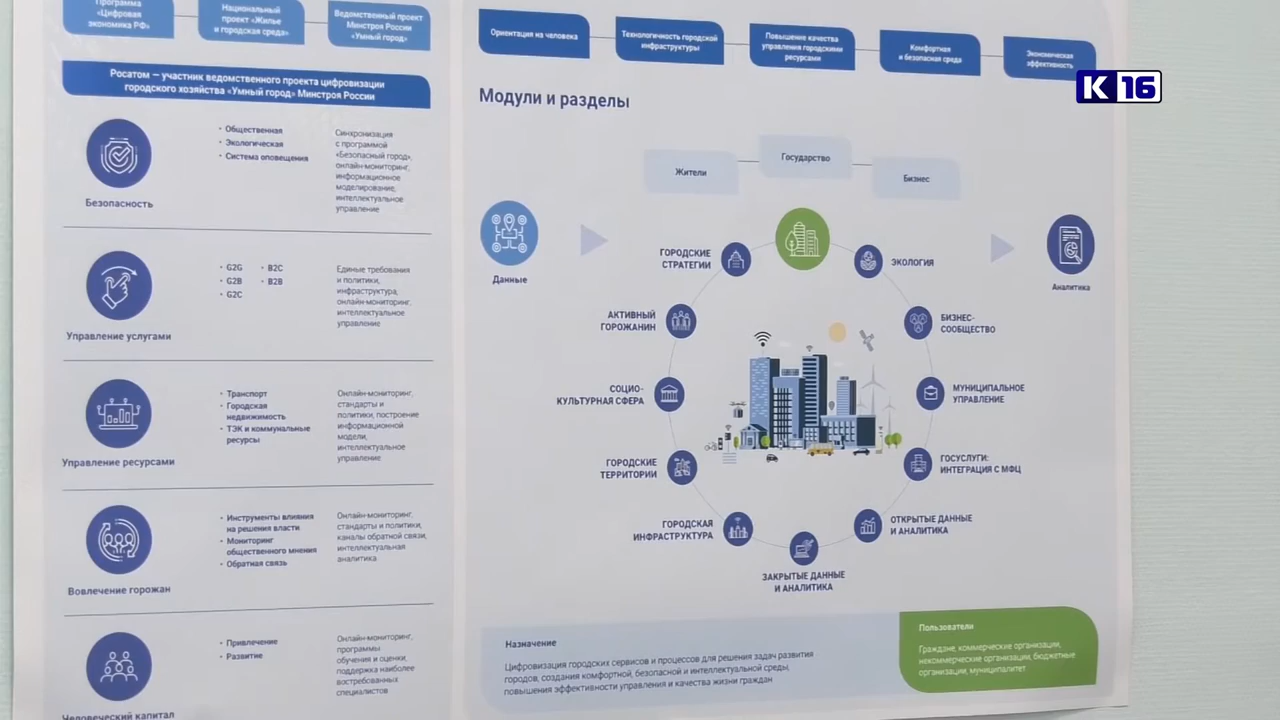 Программа
«Цифровая
экономика РФ»
Национальный
проект «Жилье
и городская среда»
Ведомственный проект
Минстроя России
«Умный город»
Росатом — участник ведомственного проекта цифровизации
городского хозяйства «Умный город» Минстроя России
Безопасность
• Общественная
• Экологическая
• Система оповещения
Синхронизация
с программой
«Безопасный город»,
онлайн-мониторинг,
информационное
моделирование,
интеллектуальное
управление
Управление услугами
• G2G
• G2B
• G2C
• B2C
• B2B
Единые требования
и политики,
инфраструктура,
онлайн-мониторинг,
интеллектуальное
управление
Управление ресурсами
• Транспорт
• Городская
недвижимость
• ТЭК и коммунальные
ресурсы
Онлайн-мониторинг,
стандарты и
политики, построение
информационной
модели,
интеллектуальное
управление
Вовлечение горожан
• Инструменты влияния
на решения власти
• Мониторинг
общественного мнения
• Обратная связь
Онлайн-мониторинг,
стандарты и политики,
каналы обратной связи,
интеллектуальная
аналитика
Человеческий капитал
• Привлечение
• Развитие
Онлайн-мониторинг,
программы
обучения и оценки,
поддержка наиболее
востребованных
специалистов
Ориентация на человека
Технологичность городской
инфраструктуры
Повышение качества
управления городскими
ресурсами
Комфортная
и безопасная среда
Экономическая
эффективность
K 16
Модули и разделы
Жители
Государство
Бизнес
Данные
Аналитика
ГОРОДСКИЕ
СТРАТЕГИИ
ЭКОЛОГИЯ
АКТИВНЫЙ
ГОРОЖАНИН
БИЗНЕС-
СООБЩЕСТВО
СОЦИО-
КУЛЬТУРНАЯ СФЕРА
МУНИЦИПАЛЬНОЕ
УПРАВЛЕНИЕ
ГОРОДСКИЕ
ТЕРРИТОРИИ
ГОСУСЛУГИ:
ИНТЕГРАЦИЯ С МФЦ
ГОРОДСКАЯ
ИНФРАСТРУКТУРА
ОТКРЫТЫЕ ДАННЫЕ
И АНАЛИТИКА
ЗАКРЫТЫЕ ДАННЫЕ
И АНАЛИТИКА
Назначение
Цифровизация городских сервисов и процессов для решения задач развития
городов, создания комфортной, безопасной и интеллектуальной среды,
повышения эффективности управления и качества жизни граждан
Пользователи
Граждане, коммерческие организации,
некоммерческие организации, бюджетные
организации, муниципалитет